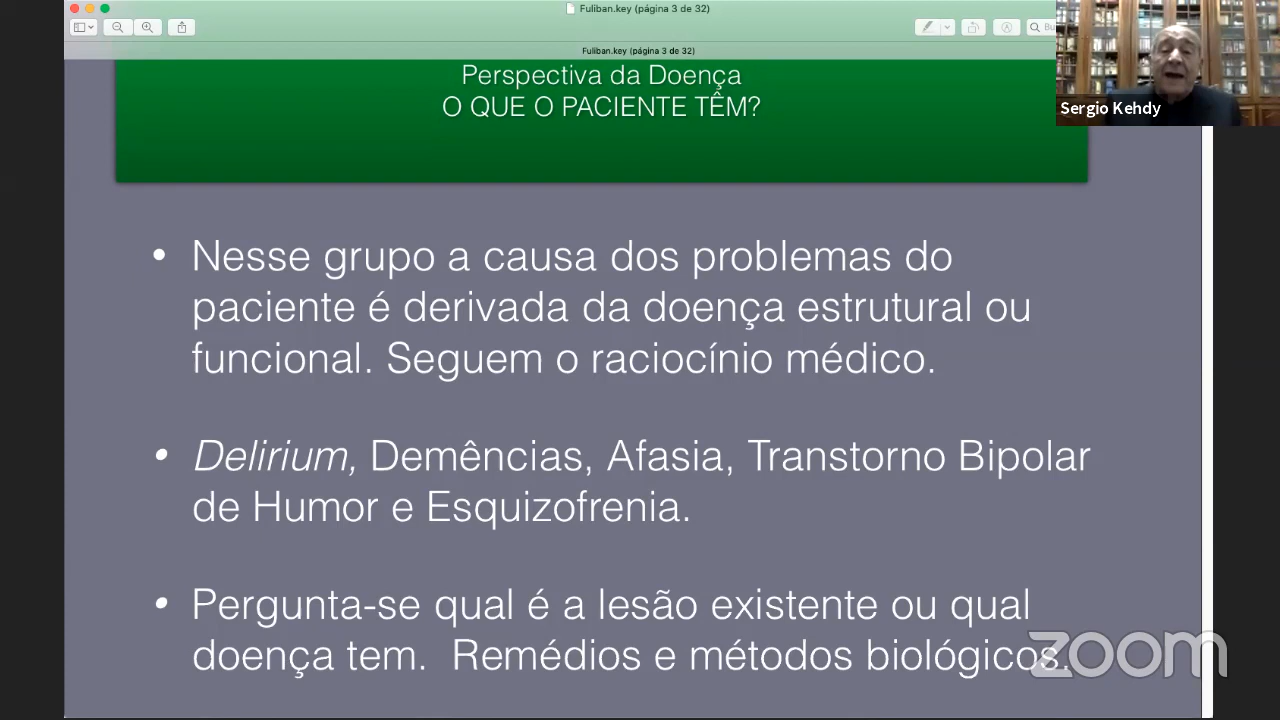 Fuliban.key (página 3 de 32)
Bu
Fuliban.key (página 3 de 32)
Perspectiva da Doença
O QUE O PACIENTE TÊM?
Sergio Kehdy
• Nesse grupo a causa dos problemas do
paciente é derivada da doença estrutural ou
funcional. Seguem o raciocínio médico.
• Delirium, Demências, Afasia, Transtorno Bipolar
de Humor e Esquizofrenia.
• Pergunta-se qual é a lesão existente ou qual
doença tem. Remédios e métodos biológicos.
zoom